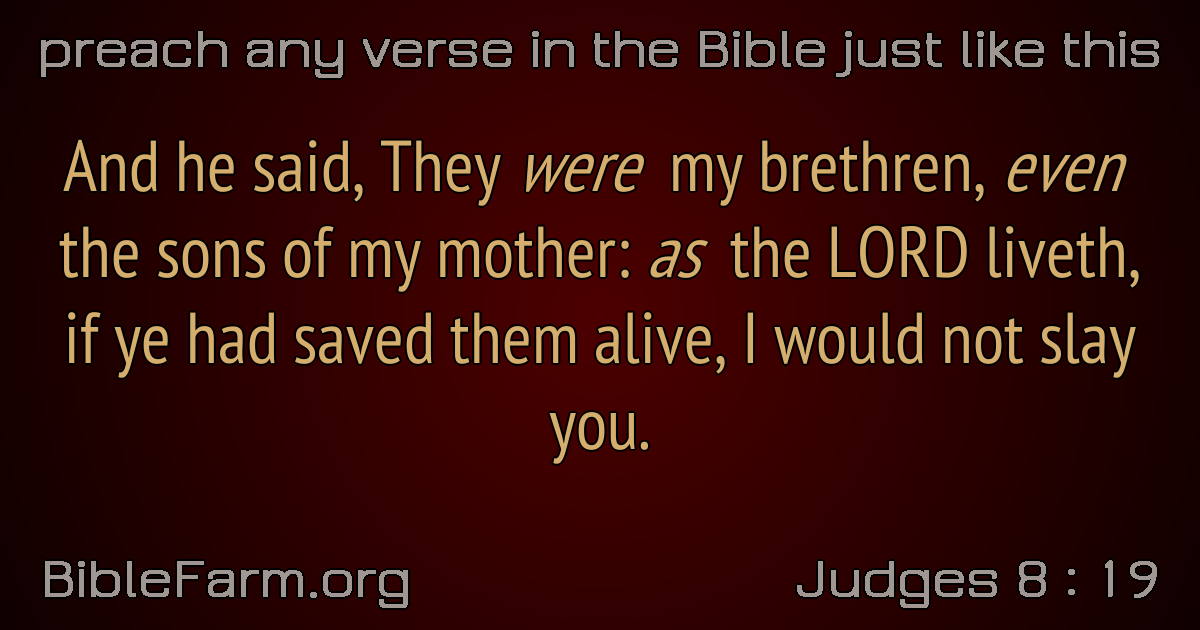 preach any verse in the Bible just like this
And he said, They were my brethren, even
the sons of my mother: as the LORD liveth,
if ye had saved them alive, I would not slay
you.
BibleFarm.org
Judges 8 : 19